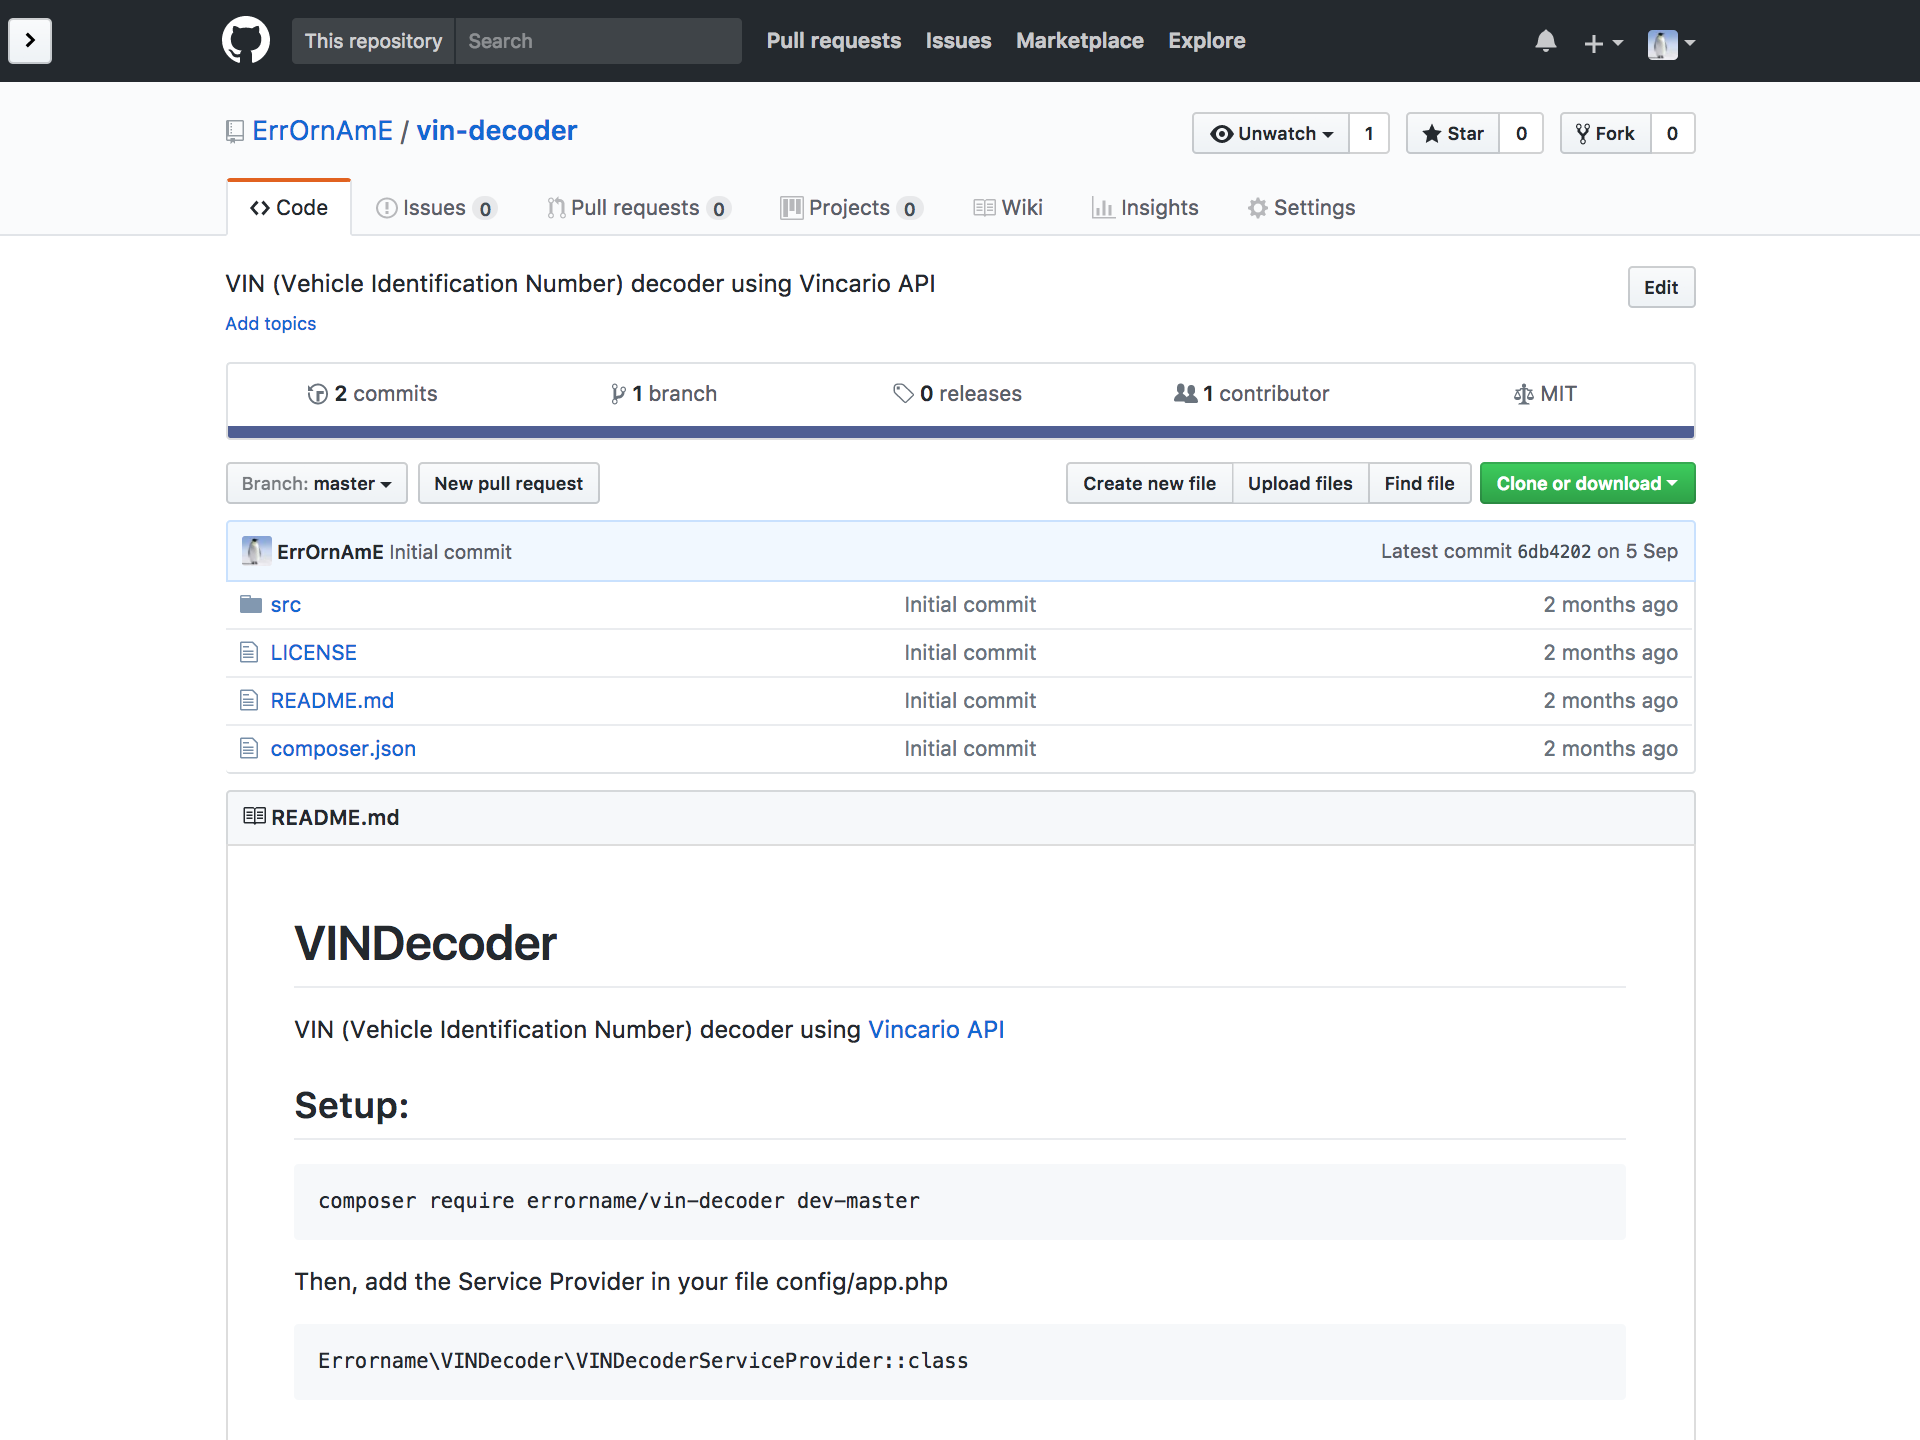 This repository Search Pull requests Issues Marketplace Explore
ErrOrnAmE / vin-decoder Unwatch 1 Star 0 Fork 0
Code Issues 0 Pull requests 0 Projects 0 Wiki Insights Settings
VIN (Vehicle Identification Number) decoder using Vincario API Edit
Add topics
2 commits 1 branch 0 releases 1 contributor MIT
Branch: master New pull request Create new file Upload files Find file Clone or download
ErrOrnAmE Initial commit Latest commit 6db4202 on 5 Sep
src Initial commit 2 months ago
LICENSE Initial commit 2 months ago
README.md Initial commit 2 months ago
composer.json Initial commit 2 months ago
README.md
VINDecoder
VIN (Vehicle Identification Number) decoder using Vincario API
Setup:
composer require errorname/vin-decoder dev-master
Then, add the Service Provider in your file config/app.php
Errorname\VINDecoder\VINDecoderServiceProvider::class